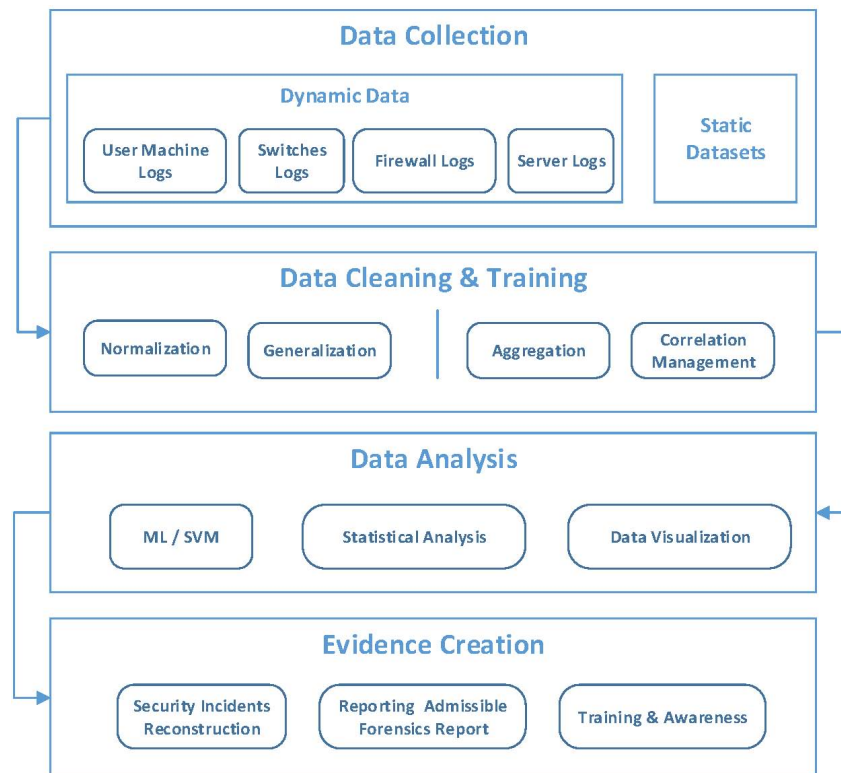 Data Collection
Dynamic Data
User Machine
Logs
Switches
Logs
Firewall Logs
Server Logs
Static
Datasets
Data Cleaning & Training
Normalization
Generalization
Aggregation
Correlation
Management
Data Analysis
ML / SVM
Statistical Analysis
Data Visualization
Evidence Creation
Security Incidents
Reconstruction
Reporting Admissible
Forensics Report
Training & Awareness